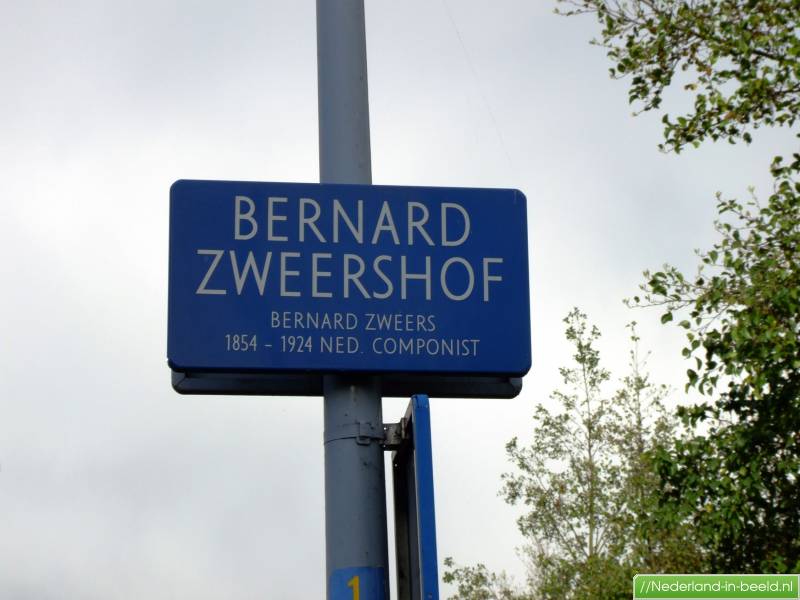 BERNARD
ZWEERSHOF
BERNARD ZWEERS
1854 - 1924 NED. COMPONIST
1
//Nederland-in-beeld.nl